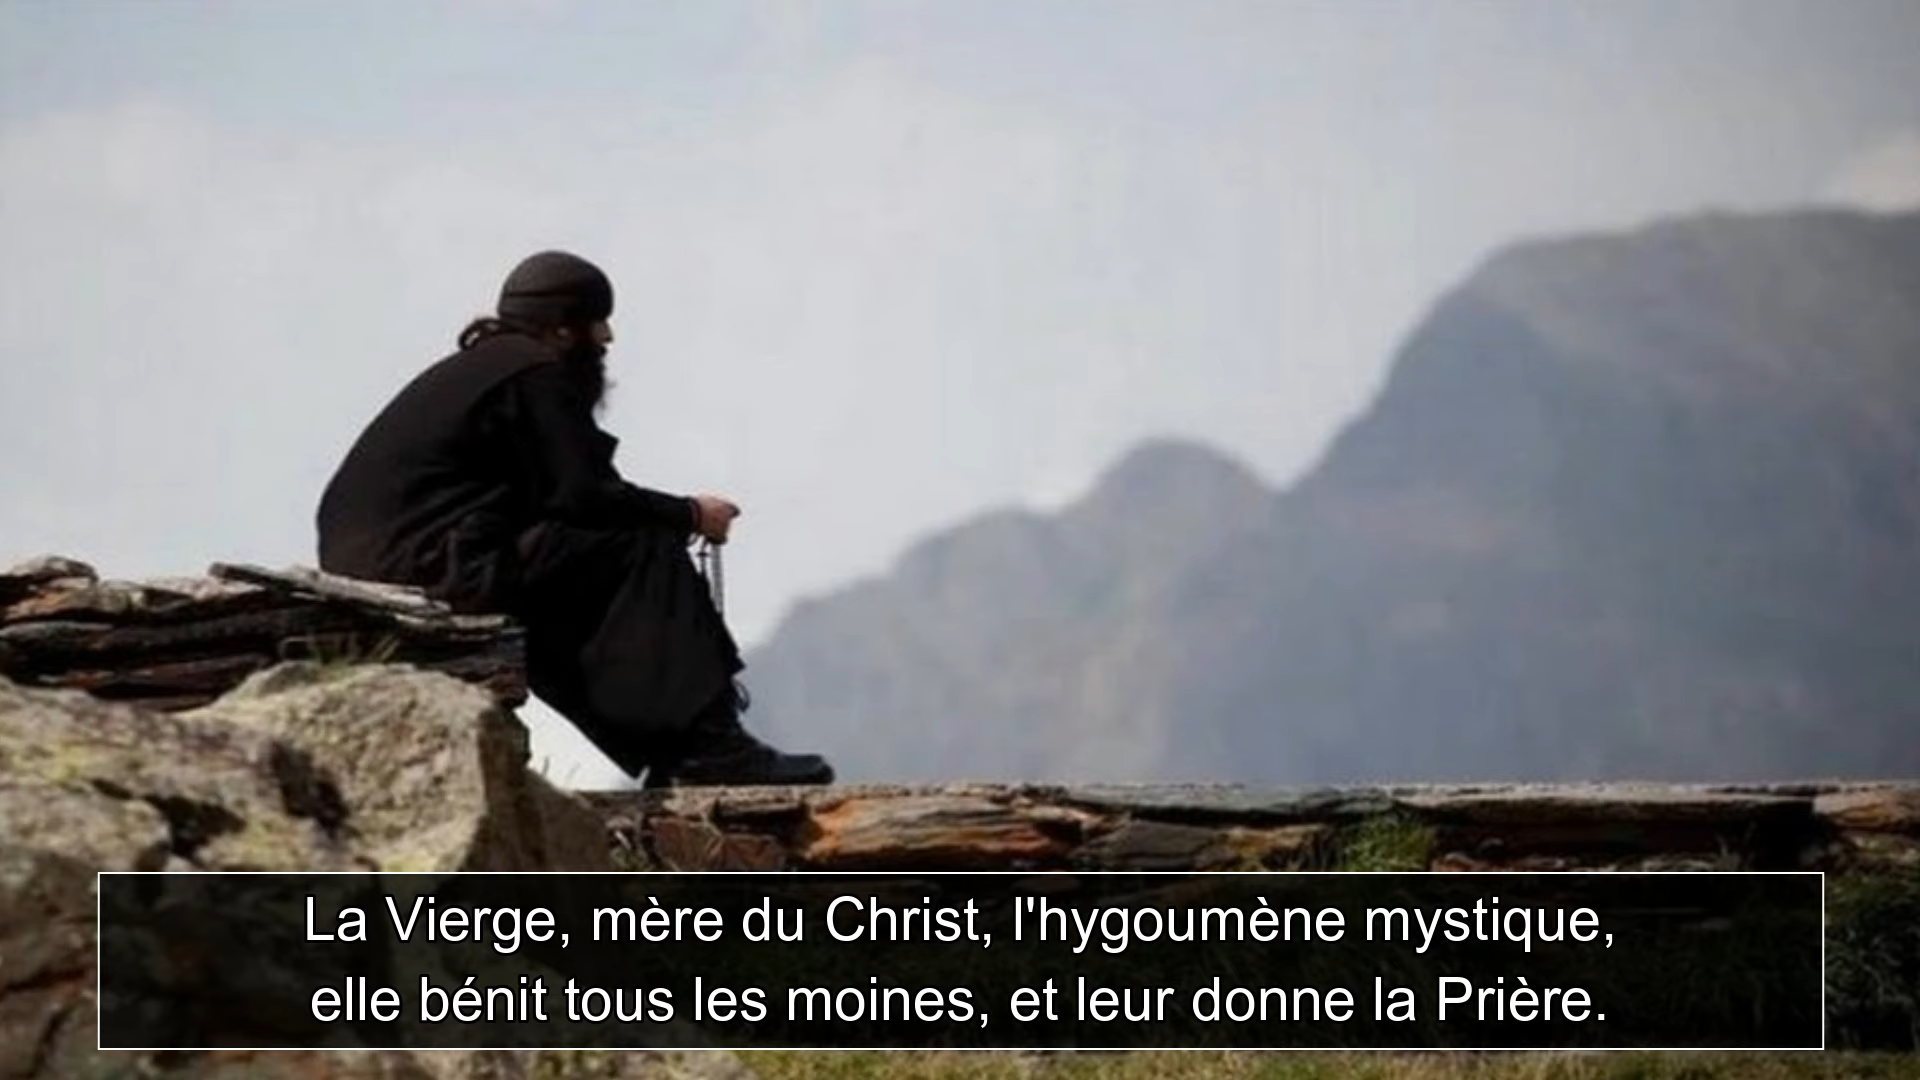 La Vierge, mère du Christ, l'hygoumène mystique,
elle bénit tous les moines, et leur donne la Prière.